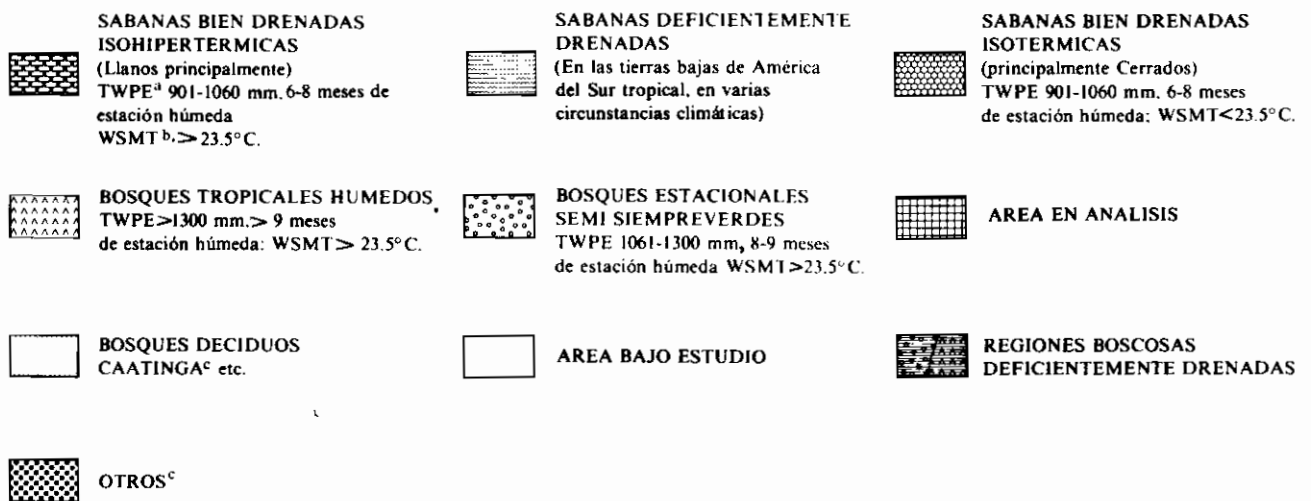 SABANAS BIEN DRENADAS
ISOHIPERTERMICAS
(Llanos principalmente)
TWPEª 901-1060 mm. 6-8 meses de
estación húmeda
WSMT ᵇ.> 23.5°C.
SABANAS DEFICIENTEMENTE
DRENADAS
(En las tierras bajas de América
del Sur tropical, en varias
circunstancias climáticas)
SABANAS BIEN DRENADAS
ISOTERMICAS
(principalmente Cerrados)
TWPE 901-1060 mm. 6-8 meses
de estación húmeda: WSMT<23.5°C.
BOSQUES TROPICALES HUMEDOS
TWPE>1300 mm.> 9 meses
de estación húmeda: WSMT> 23.5°C.
BOSQUES ESTACIONALES
SEMI SIEMPREVERDES
TWPE 1061-1300 mm, 8-9 meses
de estación húmeda WSMT>23.5°C.
AREA EN ANALISIS
BOSQUES DECIDUOS
CAATINGAᶜ etc.
AREA BAJO ESTUDIO
REGIONES BOSCOSAS
DEFICIENTEMENTE DRENADAS
OTROSᶜ